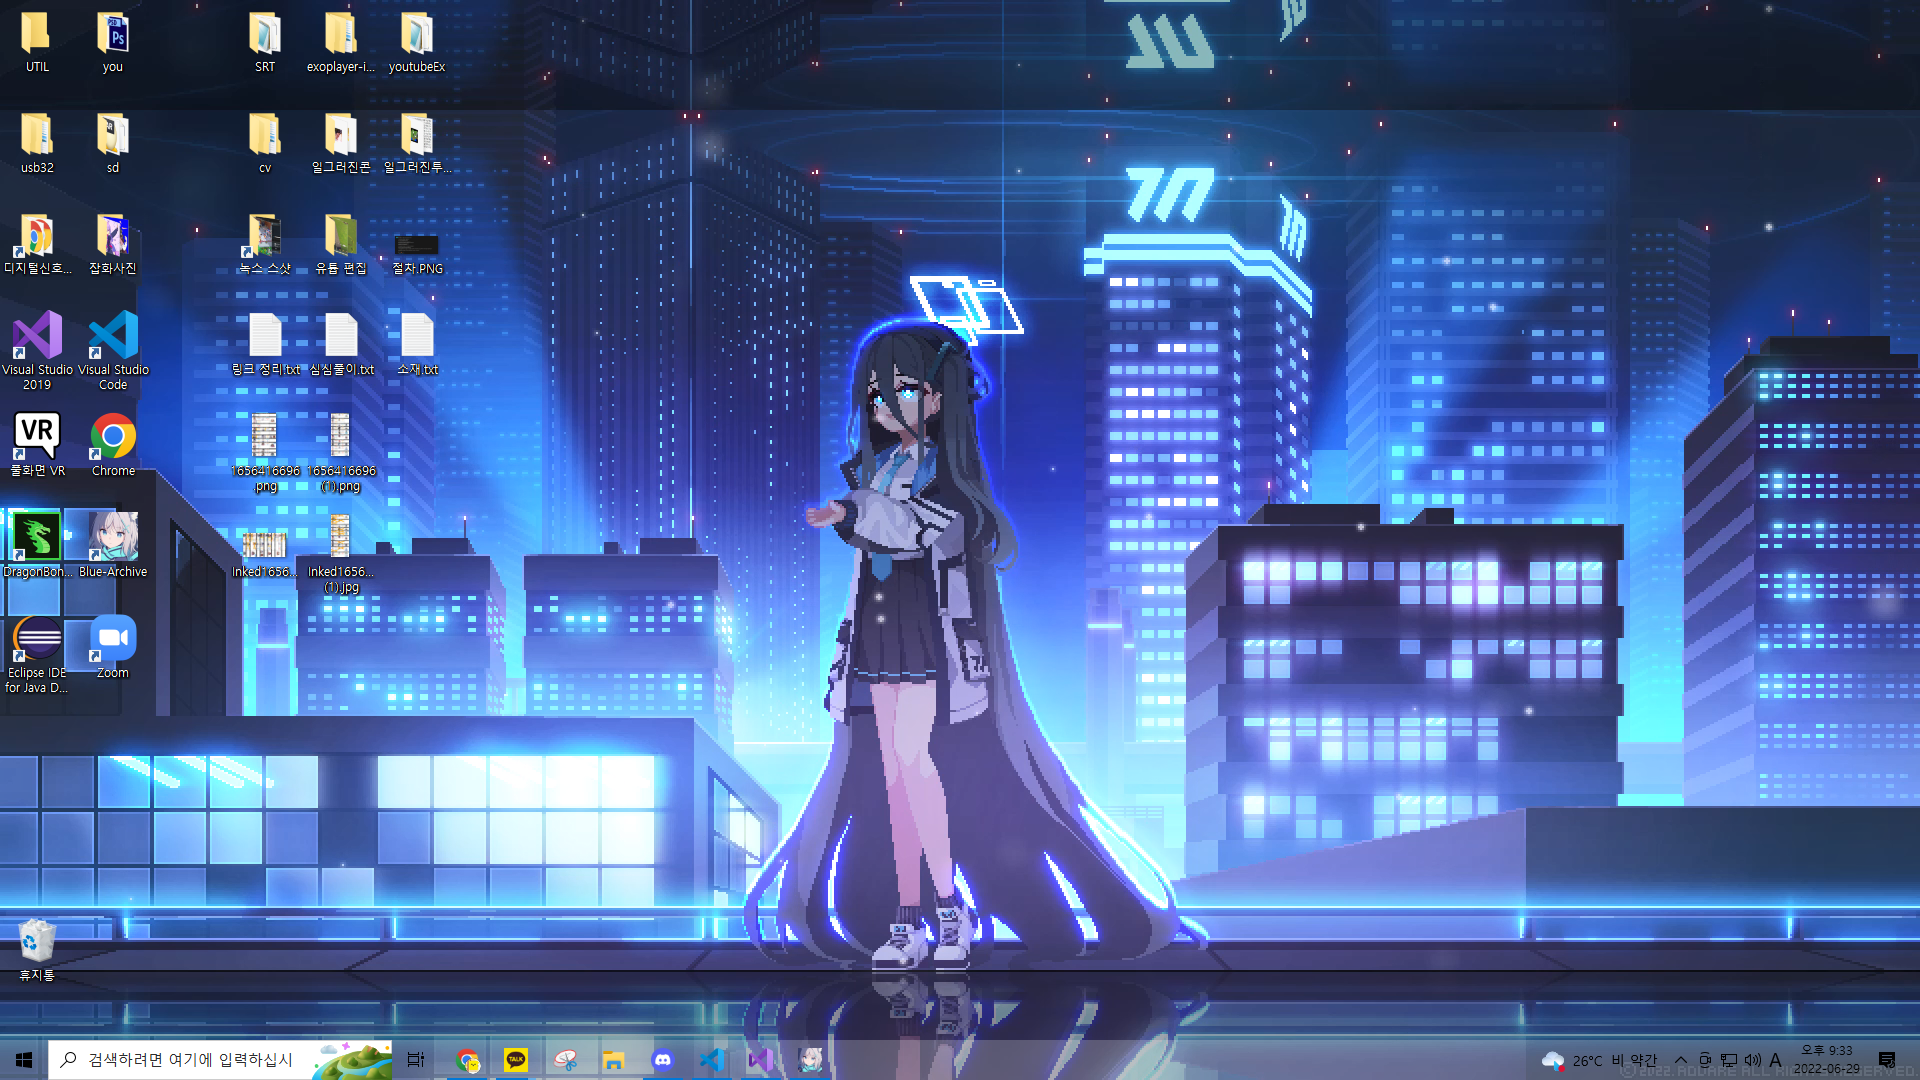 UTIL
you
SRT
exoplayer-i...
youtubeEx
usb32
sd
cv
일그러진콘
일그러진투...
디지털신호...
잡화사진
녹스 스샷
유튭 편집
절차.PNG
Visual Studio
2019
Visual Studio
Code
링크 정리.txt
심심풀이.txt
소재.txt
VR
풀화면 VR
Chrome
1656416696
.png
1656416696
(1).png
DragonBon...
Blue-Archive
Inked1656...
Inked1656...
(1).jpg
Eclipse IDE
for Java D...
Zoom
휴지통
검색하려면 여기에 입력하십시
TALK
26°C 비 약간
A
오후 9:33
2022-06-29
©2022. ADDARE ALL RIGHTS RESERVED.